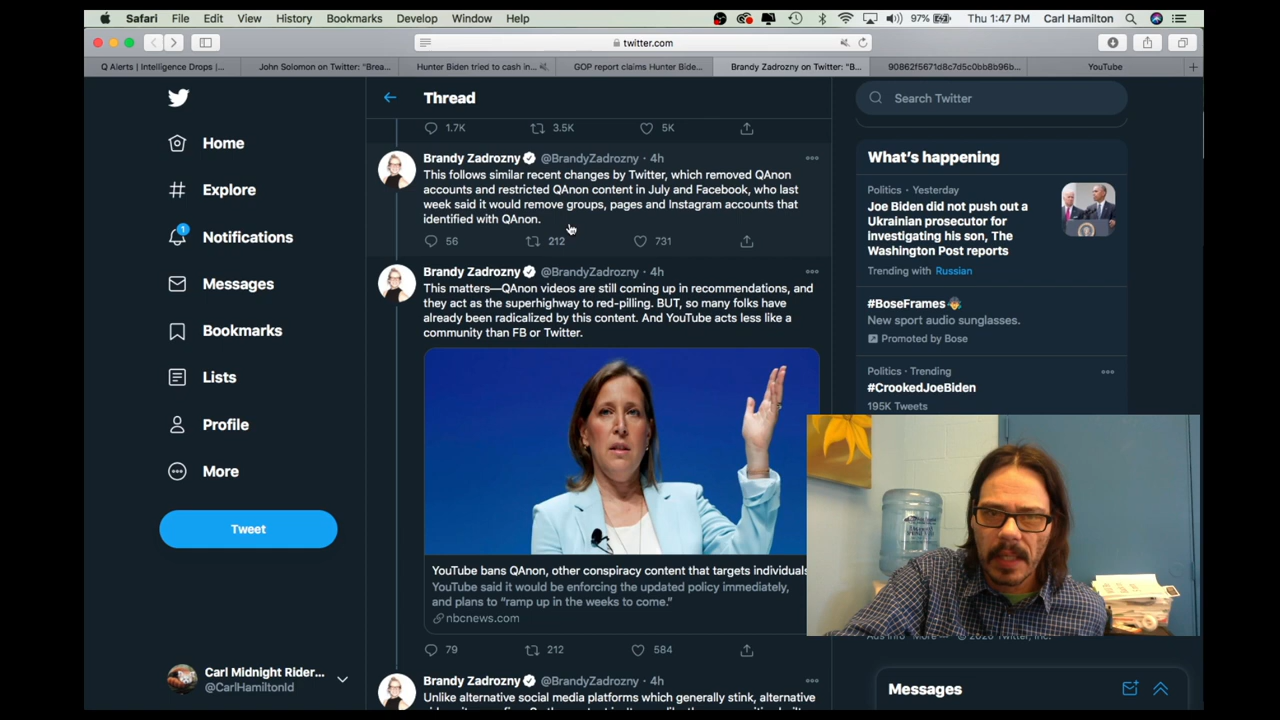 Safari File Edit View History Bookmarks Develop Window Help 97% Thu 1:47 PM Carl Hamilton
twitter.com
Q Alerts | Intelligence Drops |...
John Solomon on Twitter: "Brea...
Hunter Biden tried to cash in...
GOP report claims Hunter Bide...
Brandy Zadrozny on Twitter: "B...
90862f5671d8c7d5c0bb8b96b...
YouTube
Home
Explore
1
Notifications
Messages
Bookmarks
Lists
Profile
More
Tweet
Carl Midnight Rider...
@CarlHamiltonId
Thread
1.7K 3.5K 5K
Brandy Zadrozny @BrandyZadrozny · 4h
This follows similar recent changes by Twitter, which removed QAnon
accounts and restricted QAnon content in July and Facebook, who last
week said it would remove groups, pages and Instagram accounts that
identified with QAnon.
56 212 731
Brandy Zadrozny @BrandyZadrozny · 4h
This matters—QAnon videos are still coming up in recommendations, and
they act as the superhighway to red-pilling. BUT, so many folks have
already been radicalized by this content. And YouTube acts less like a
community than FB or Twitter.
YouTube bans QAnon, other conspiracy content that targets individuals
YouTube said it would be enforcing the updated policy immediately,
and plans to “ramp up in the weeks to come.”
nbcnews.com
79 212 584
Brandy Zadrozny @BrandyZadrozny · 4h
Unlike alternative social media platforms which generally stink, alternative
Search Twitter
What’s happening
Politics · Yesterday
Joe Biden did not push out a
Ukrainian prosecutor for
investigating his son, The
Washington Post reports
Trending with Russian
#BoseFrames
New sport audio sunglasses.
Promoted by Bose
Politics · Trending
#CrookedJoeBiden
195K Tweets
Messages